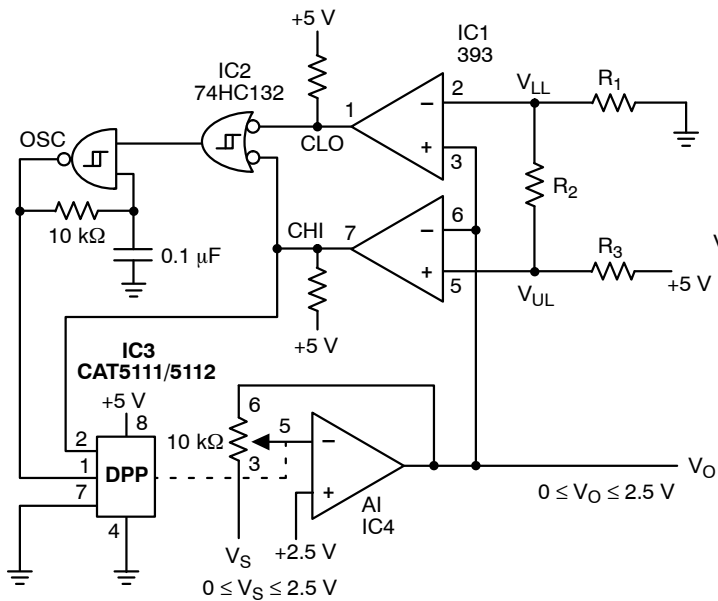 +5 V
IC1
393
IC2
74HC132
2
V_LL
R_1
1
−
OSC
CLO
+
3
R_2
10 kΩ
CHI
7
6
−
R_3
0.1 µF
+
5
V_UL
+5 V
V
+5 V
IC3
CAT5111/5112
+5 V
8
6
2
10 kΩ
5
−
1
DPP
3
V_O
7
+
0 ≤ V_O ≤ 2.5 V
4
AI
IC4
V_S
+2.5 V
0 ≤ V_S ≤ 2.5 V